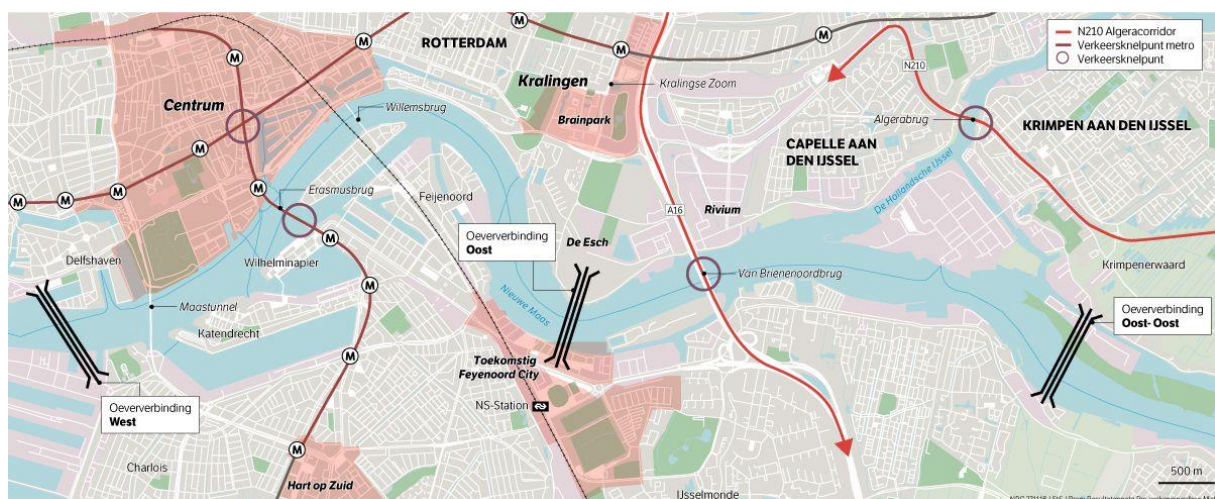 N210 Algeracorridor
Verkeersknelpunt metro
Verkeersknelpunt
ROTTERDAM
M
M
M
M
N210
Centrum
Kralingen
Kralingse Zoom
Willemsbrug
Brainpark
Algerabrug
KRIMPEN AAN DEN IJSSEL
CAPELLE AAN
DEN IJSSEL
M
M
M
M
M
Erasmusbrug
Feijenoord
A16
Rivium
De Hollandsche IJssel
Oeververbinding
Oost
De Esch
M
M
Delfshaven
Wilhelminapier
Van Brienenoordbrug
Krimpenerwaard
Maastunnel
Nieuwe Maas
Katendrecht
Oeververbinding
Oost- Oost
M
Toekomstig
Feyenoord City
NS-Station
Oeververbinding
West
M
Charlois
Hart op Zuid
IJsselmonde
500 m